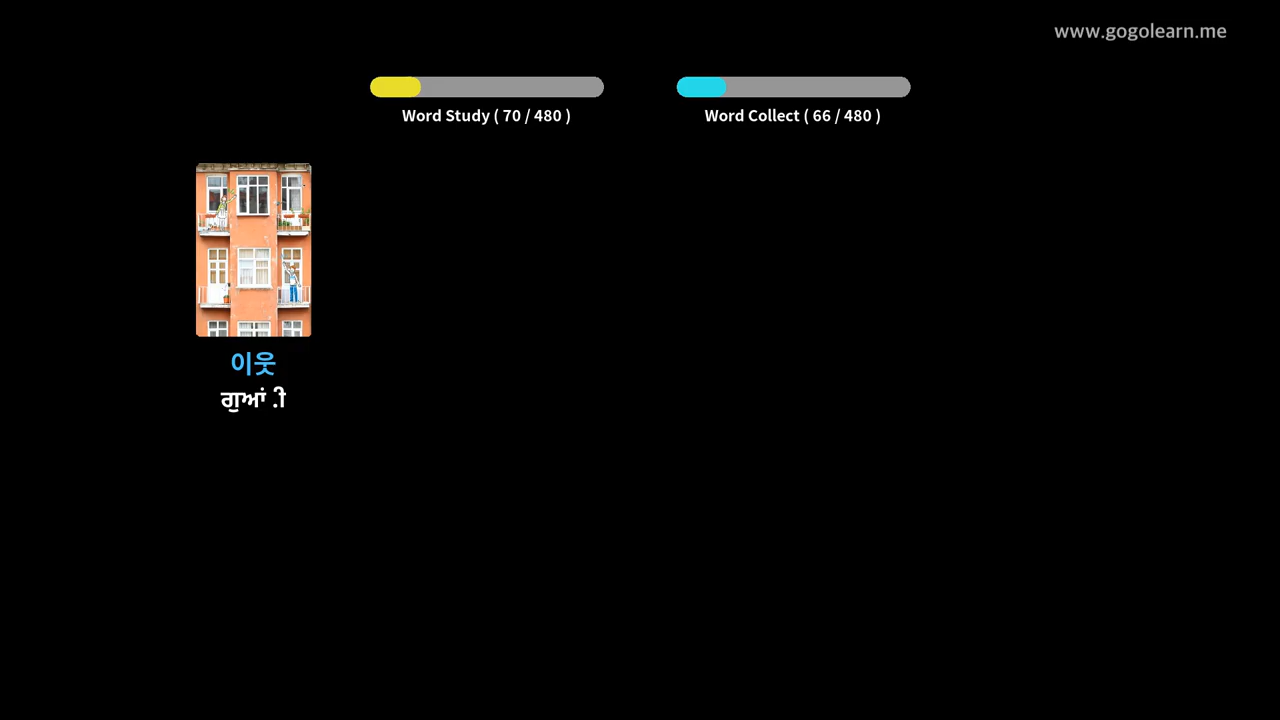 www.gogolearn.me
Word Study ( 70 / 480 )
Word Collect ( 66 / 480 )
이웃
ਗੁਆਂ .ੀ